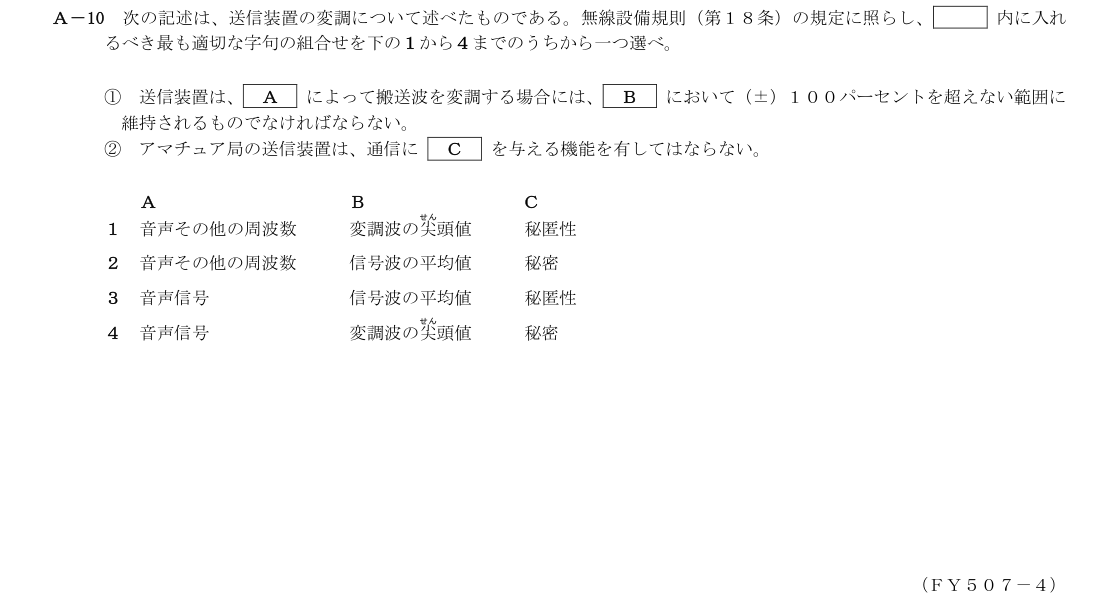 Ａ－10　次の記述は、送信装置の変調について述べたものである。無線設備規則（第１８条）の規定に照らし、　　　内に入れ
るべき最も適切な字句の組合せを下の１から４までのうちから一つ選べ。
①　送信装置は、　Ａ　によって搬送波を変調する場合には、　Ｂ　において（±）１００パーセントを超えない範囲に
維持されるものでなければならない。
②　アマチュア局の送信装置は、通信に　Ｃ　を与える機能を有してはならない。
Ａ　Ｂ　Ｃ
せん
１　音声その他の周波数　変調波の尖頭値　秘匿性
２　音声その他の周波数　信号波の平均値　秘密
３　音声信号　信号波の平均値　秘匿性
せん
４　音声信号　変調波の尖頭値　秘密
（ＦＹ５０７－４）